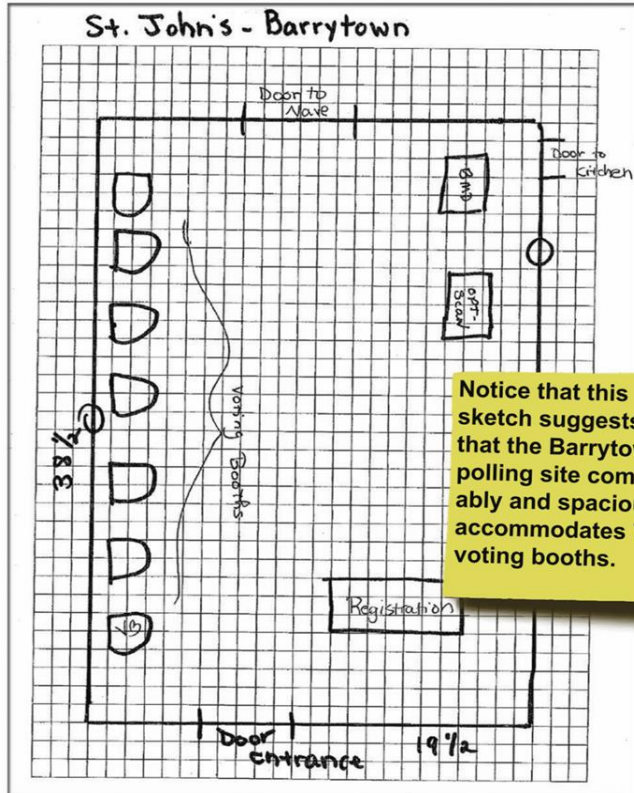 St. John's - Barrytown
Door to
Nave
Door to
Kitchen
BMD
OPT-
Scan
Voting Booths
38 1/2
Notice that this
sketch suggests
that the Barrytow
polling site com
ably and spacio
accommodates
voting booths.
Registration
VB
Door
Entrance
19 1/2